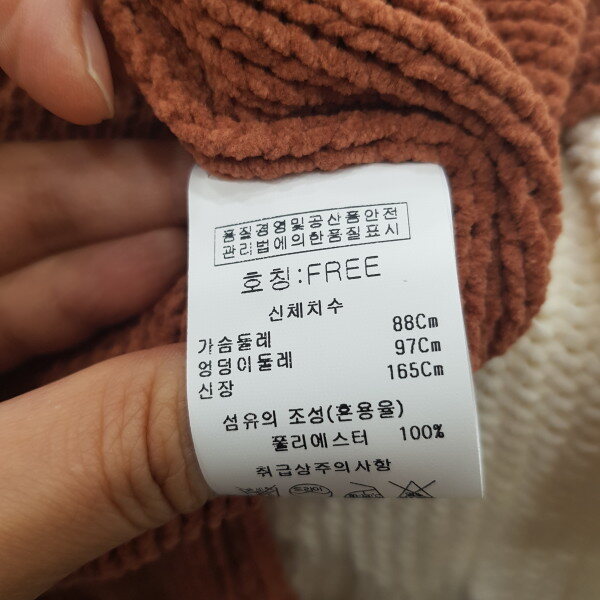 품질경영및공산품안전
관리법에의한품질표시
호칭:FREE
신체치수
가슴둘레 88Cm
엉덩이둘레 97Cm
신장 165Cm
섬유의 조성(혼용율)
폴리에스터 100%
취급상주의사항
드라이